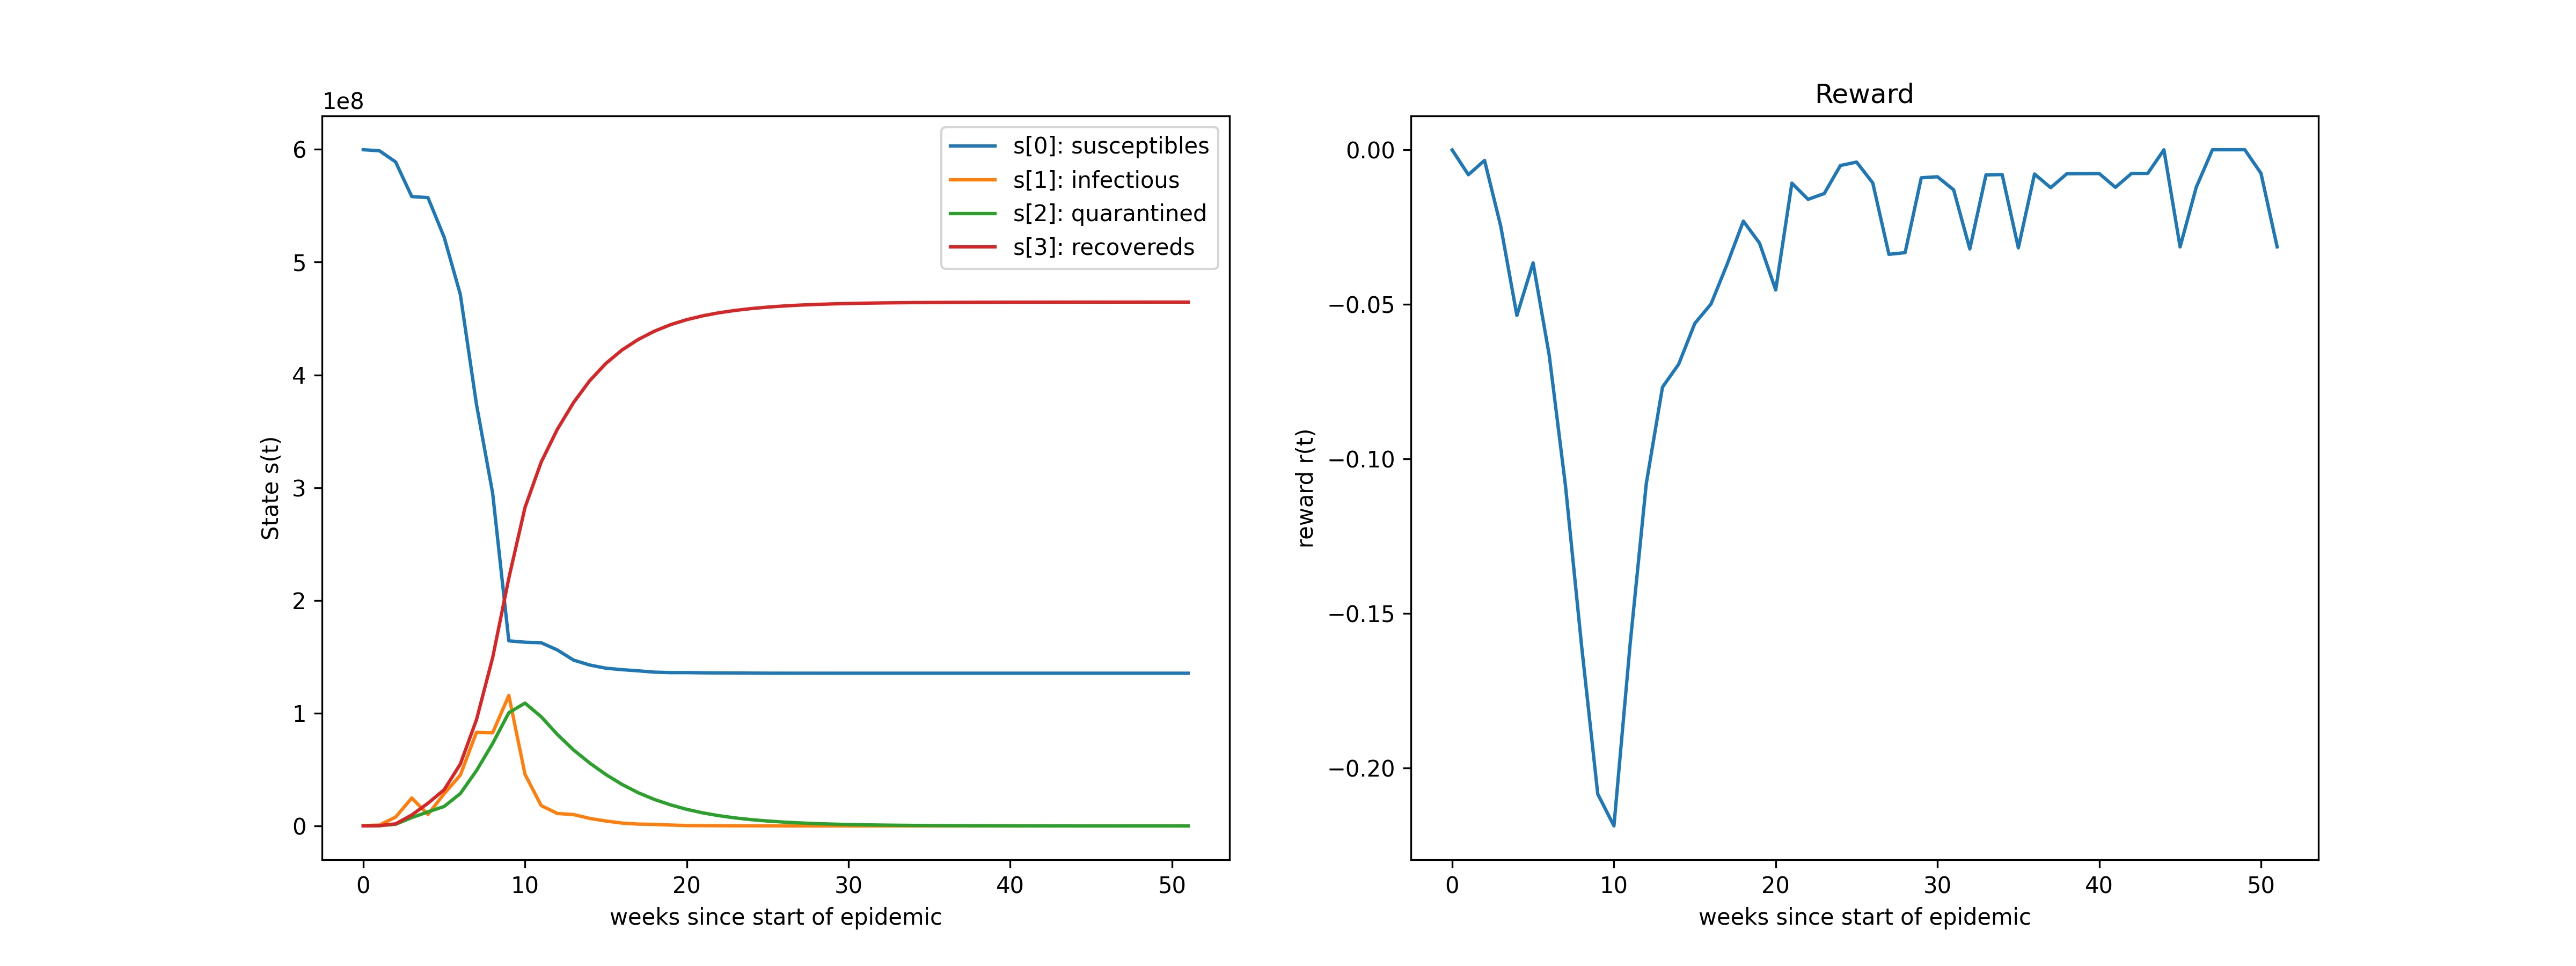 1e8
6
5
4
3
2
1
0
State s(t)
0 10 20 30 40 50
weeks since start of epidemic
s[0]: susceptibles
s[1]: infectious
s[2]: quarantined
s[3]: recovereds
Reward
0.00
−0.05
−0.10
−0.15
−0.20
reward r(t)
0 10 20 30 40 50
weeks since start of epidemic